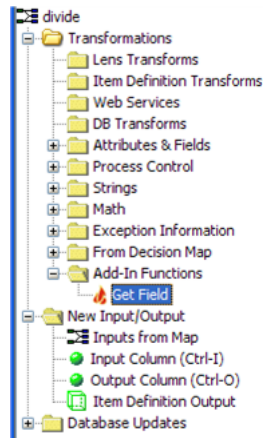 divide
Transformations
Lens Transforms
Item Definition Transforms
Web Services
DB Transforms
Attributes & Fields
Process Control
Strings
Math
Exception Information
From Decision Map
Add-In Functions
Get Field
New Input/Output
Inputs from Map
Input Column (Ctrl-I)
Output Column (Ctrl-O)
Item Definition Output
Database Updates